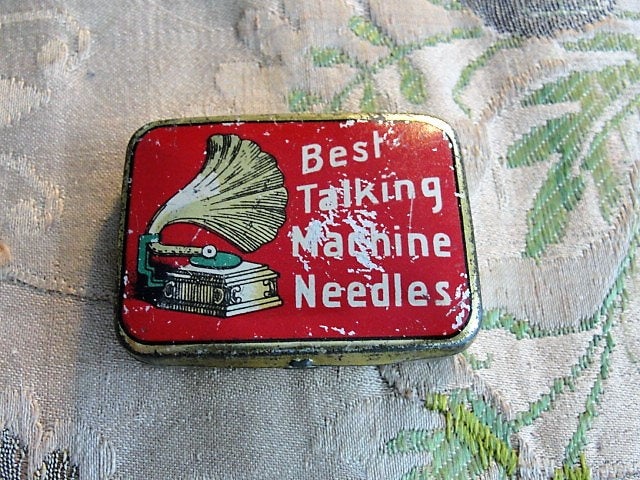 Best
Talking
Machine
Needles